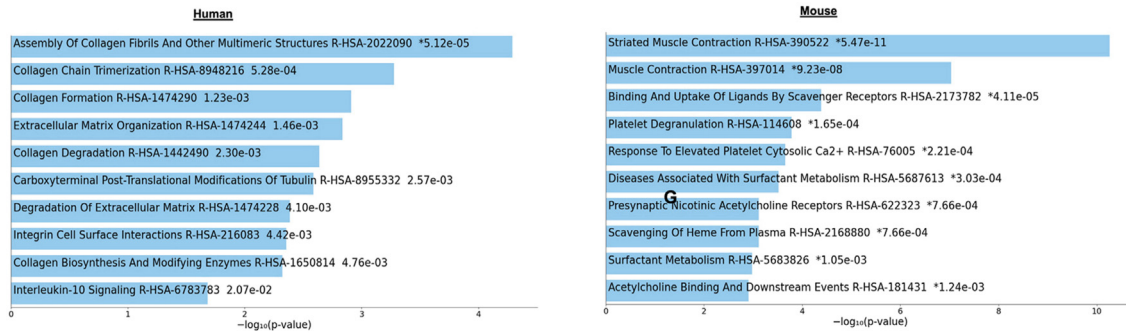 Human
Assembly Of Collagen Fibrils And Other Multimeric Structures R-HSA-2022090 *5.12e-05
Collagen Chain Trimerization R-HSA-8948216 5.28e-04
Collagen Formation R-HSA-1474290 1.23e-03
Extracellular Matrix Organization R-HSA-1474244 1.46e-03
Collagen Degradation R-HSA-1442490 2.30e-03
Carboxyterminal Post-Translational Modifications Of Tubulin R-HSA-8955332 2.57e-03
Degradation Of Extracellular Matrix R-HSA-1474228 4.10e-03
Integrin Cell Surface Interactions R-HSA-216083 4.42e-03
Collagen Biosynthesis And Modifying Enzymes R-HSA-1650814 4.76e-03
Interleukin-10 Signaling R-HSA-6783783 2.07e-02
0 1 2 3 4
−log₁₀(p-value)
Mouse
Striated Muscle Contraction R-HSA-390522 *5.47e-11
Muscle Contraction R-HSA-397014 *9.23e-08
Binding And Uptake Of Ligands By Scavenger Receptors R-HSA-2173782 *4.11e-05
Platelet Degranulation R-HSA-114608 *1.65e-04
Response To Elevated Platelet Cytosolic Ca2+ R-HSA-76005 *2.21e-04
Diseases Associated With Surfactant Metabolism R-HSA-5687613 *3.03e-04
G
Presynaptic Nicotinic Acetylcholine Receptors R-HSA-622323 *7.66e-04
Scavenging Of Heme From Plasma R-HSA-2168880 *7.66e-04
Surfactant Metabolism R-HSA-5683826 *1.05e-03
Acetylcholine Binding And Downstream Events R-HSA-181431 *1.24e-03
0 2 4 6 8 10
−log₁₀(p-value)